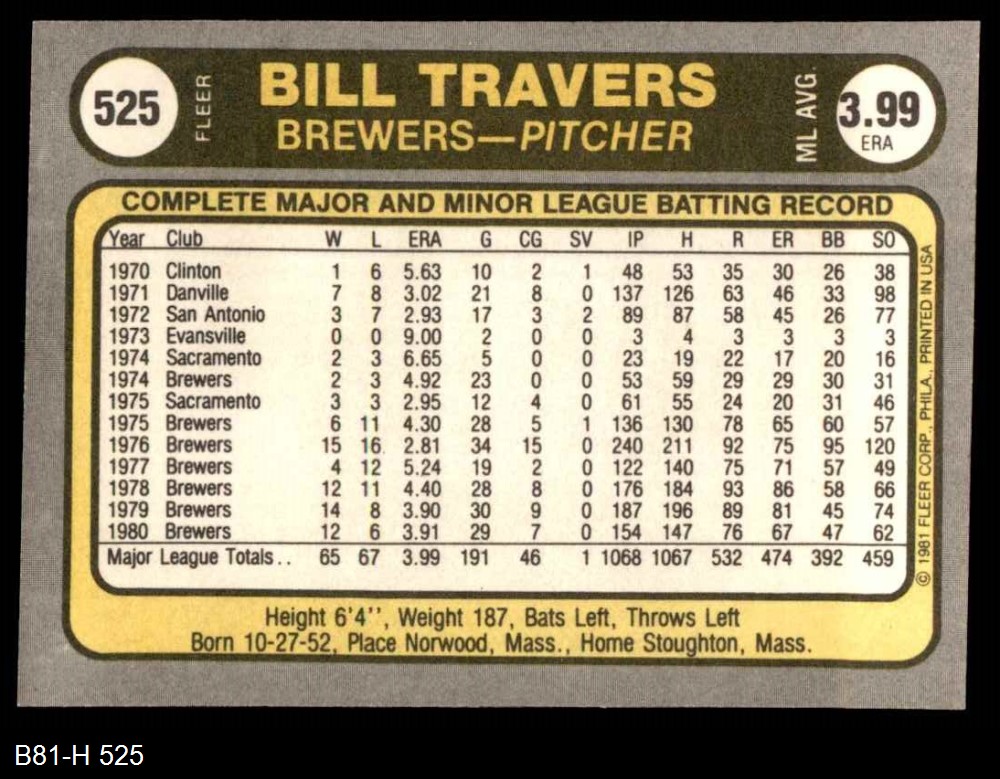 525 FLEER BILL TRAVERS ML AVG. 3.99
BREWERS—PITCHER ERA
COMPLETE MAJOR AND MINOR LEAGUE BATTING RECORD
Year Club W L ERA G CG SV IP H R ER BB SO
1970 Clinton 1 6 5.63 10 2 1 48 53 35 30 26 38
1971 Danville 7 8 3.02 21 8 0 137 126 63 46 33 98
1972 San Antonio 3 7 2.93 17 3 2 89 87 58 45 26 77
1973 Evansville 0 0 9.00 2 0 0 3 4 3 3 3 3
1974 Sacramento 2 3 6.65 5 0 0 23 19 22 17 20 16
1974 Brewers 2 3 4.92 23 0 0 53 59 29 29 30 31
1975 Sacramento 3 3 2.95 12 4 0 61 55 24 20 31 46
1975 Brewers 6 11 4.30 28 5 1 136 130 78 65 60 57
1976 Brewers 15 16 2.81 34 15 0 240 211 92 75 95 120
1977 Brewers 4 12 5.24 19 2 0 122 140 75 71 57 49
1978 Brewers 12 11 4.40 28 8 0 176 184 93 86 58 66
1979 Brewers 14 8 3.90 30 9 0 187 196 89 81 45 74
1980 Brewers 12 6 3.91 29 7 0 154 147 76 67 47 62
Major League Totals.. 65 67 3.99 191 46 1 1068 1067 532 474 392 459
© 1981 FLEER CORP., PHILA., PRINTED IN USA
Height 6'4'', Weight 187, Bats Left, Throws Left
Born 10-27-52, Place Norwood, Mass., Home Stoughton, Mass.
B81-H 525